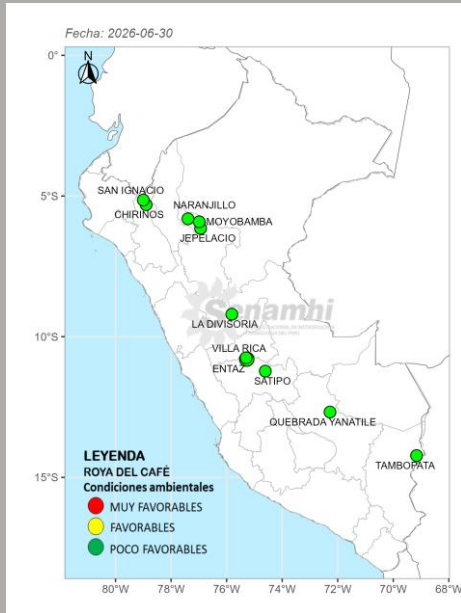 Fecha: 2026-06-30
N
0°
5°S
10°S
15°S
SAN IGNACIO
CHIRINOS
NARANJILLO
MOYOBAMBA
JEPELACIO
Senamhi
LA DIVISORIA
VILLA RICA
ENTAZ
SATIPO
QUEBRADA YANATILE
TAMBOPATA
LEYENDA
ROYA DEL CAFÉ
Condiciones ambientales
MUY FAVORABLES
FAVORABLES
POCO FAVORABLES
80°W
78°W
76°W
74°W
72°W
70°W
68°W